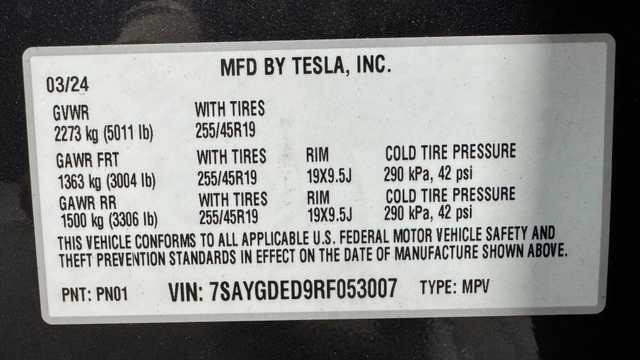 MFD BY TESLA, INC.
03/24
GVWR WITH TIRES
2273 kg (5011 lb) 255/45R19
GAWR FRT WITH TIRES RIM COLD TIRE PRESSURE
1363 kg (3004 lb) 255/45R19 19X9.5J 290 kPa, 42 psi
GAWR RR WITH TIRES RIM COLD TIRE PRESSURE
1500 kg (3306 lb) 255/45R19 19X9.5J 290 kPa, 42 psi
THIS VEHICLE CONFORMS TO ALL APPLICABLE U.S. FEDERAL MOTOR VEHICLE SAFETY AND
THEFT PREVENTION STANDARDS IN EFFECT ON THE DATE OF MANUFACTURE SHOWN ABOVE.
PNT: PN01 VIN: 7SAYGDED9RF053007 TYPE: MPV